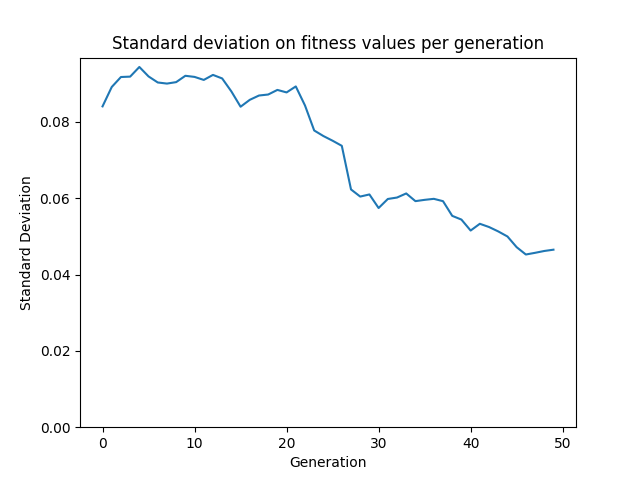 Standard deviation on fitness values per generation
Standard Deviation
0.08
0.06
0.04
0.02
0.00
0 10 20 30 40 50
Generation